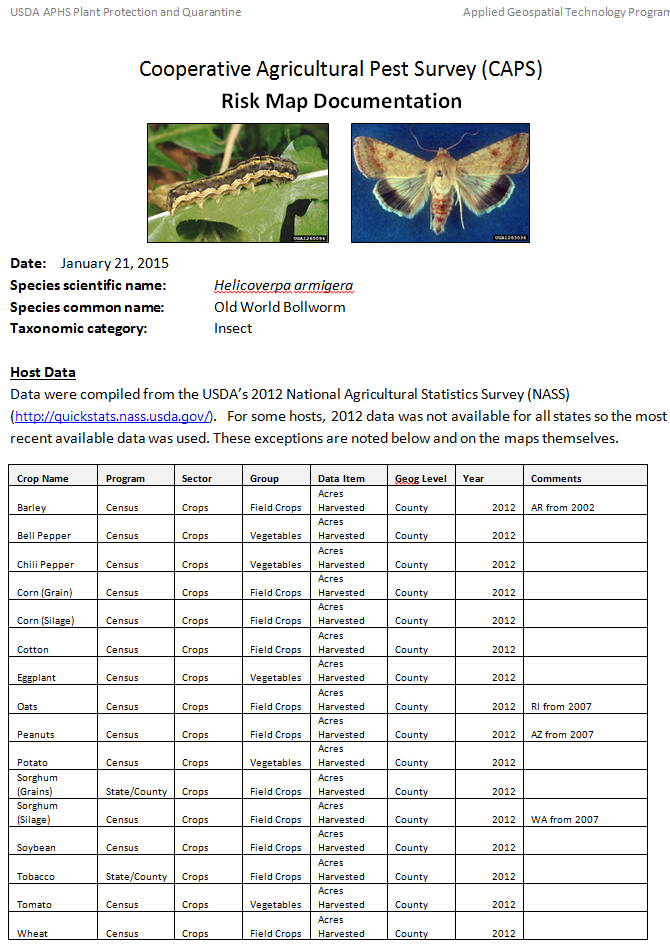 USDA APHS Plant Protection and Quarantine Applied Geospatial Technology Program
Cooperative Agricultural Pest Survey (CAPS)
Risk Map Documentation
UGA1265094 UGA1263036
Date: January 21, 2015
Species scientific name: Helicoverpa armigera
Species common name: Old World Bollworm
Taxonomic category: Insect
Host Data
Data were compiled from the USDA’s 2012 National Agricultural Statistics Survey (NASS)
(http://quickstats.nass.usda.gov/). For some hosts, 2012 data was not available for all states so the most
recent available data was used. These exceptions are noted below and on the maps themselves.
Crop Name Program Sector Group Data Item Geog Level Year Comments
Barley Census Crops Field Crops Acres Harvested County 2012 AR from 2002
Bell Pepper Census Crops Vegetables Acres Harvested County 2012
Chili Pepper Census Crops Vegetables Acres Harvested County 2012
Corn (Grain) Census Crops Field Crops Acres Harvested County 2012
Corn (Silage) Census Crops Field Crops Acres Harvested County 2012
Cotton Census Crops Field Crops Acres Harvested County 2012
Eggplant Census Crops Vegetables Acres Harvested County 2012
Oats Census Crops Field Crops Acres Harvested County 2012 RI from 2007
Peanuts Census Crops Field Crops Acres Harvested County 2012 AZ from 2007
Potato Census Crops Vegetables Acres Harvested County 2012
Sorghum (Grains) State/County Crops Field Crops Acres Harvested County 2012
Sorghum (Silage) Census Crops Field Crops Acres Harvested County 2012 WA from 2007
Soybean Census Crops Field Crops Acres Harvested County 2012
Tobacco State/County Crops Field Crops Acres Harvested County 2012
Tomato Census Crops Vegetables Acres Harvested County 2012
Wheat Census Crops Field Crops Acres Harvested County 2012